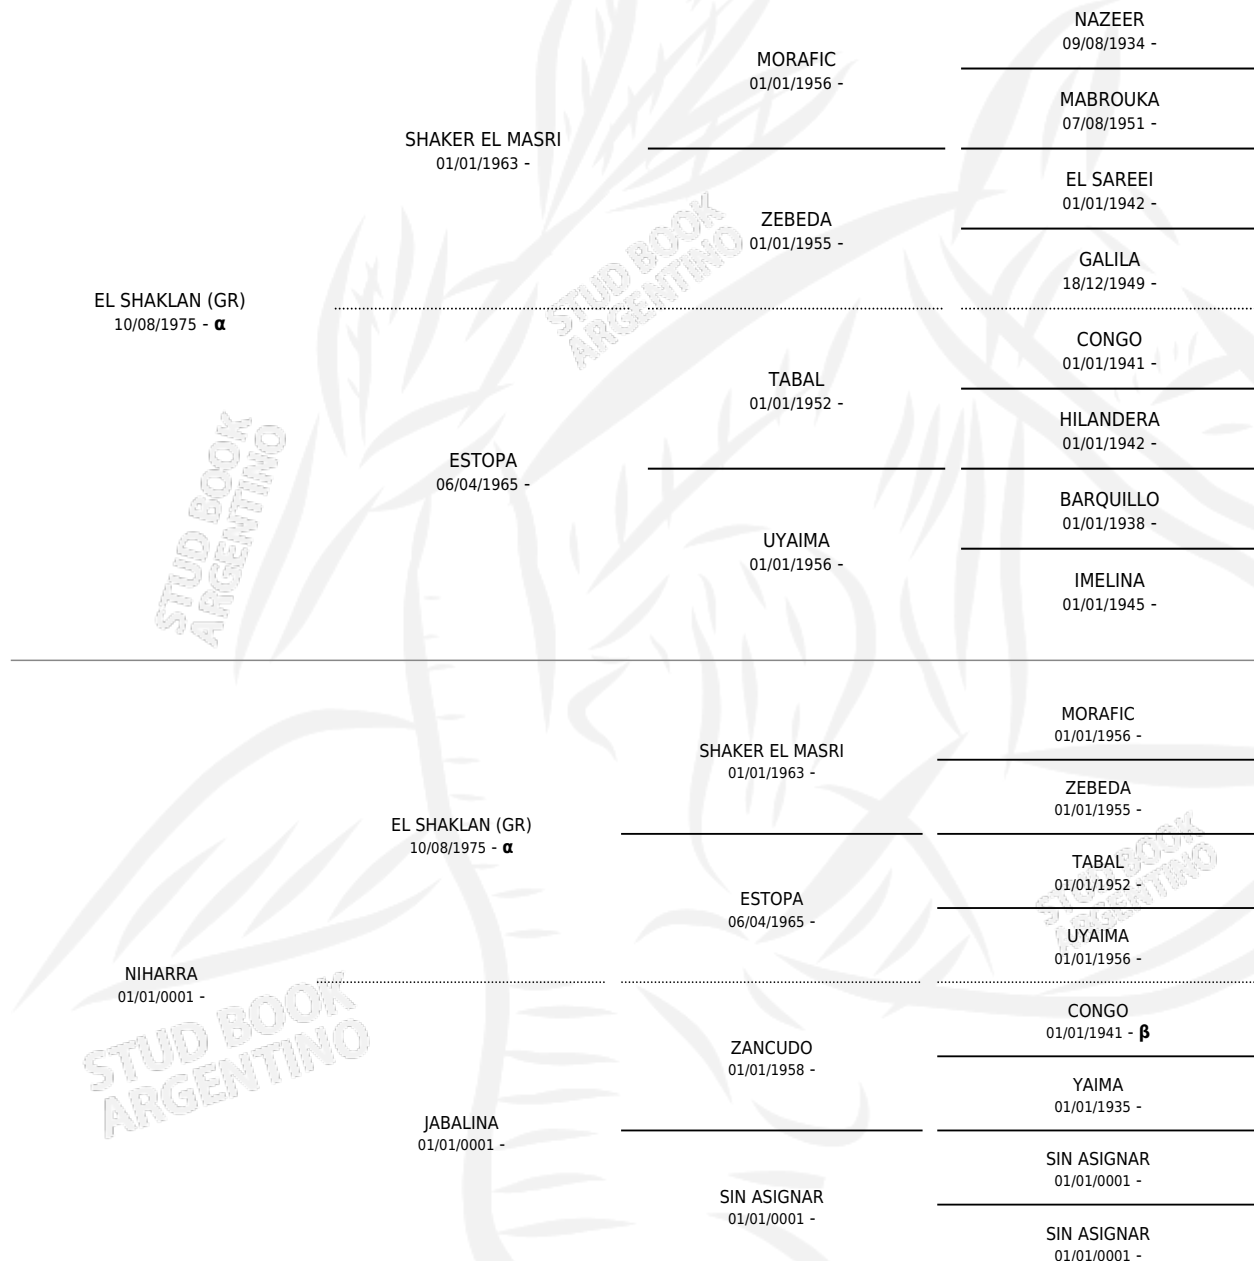 NAZEER
09/08/1934 -
MORAFIC
01/01/1956 -
MABROUKA
07/08/1951 -
SHAKER EL MASRI
01/01/1963 -
EL SAREEI
01/01/1942 -
ZEBEDA
01/01/1955 -
GALILA
18/12/1949 -
EL SHAKLAN (GR)
10/08/1975 - α
CONGO
01/01/1941 -
TABAL
01/01/1952 -
HILANDERA
01/01/1942 -
ESTOPA
06/04/1965 -
BARQUILLO
01/01/1938 -
UYAIMA
01/01/1956 -
IMELINA
01/01/1945 -
STUD BOOK
ARGENTINO
STUD BOOK
ARGENTINO
MORAFIC
01/01/1956 -
SHAKER EL MASRI
01/01/1963 -
ZEBEDA
01/01/1955 -
EL SHAKLAN (GR)
10/08/1975 - α
TABAL
01/01/1952 -
ESTOPA
06/04/1965 -
UYAIMA
01/01/1956 -
NIHARRA
01/01/0001 -
CONGO
01/01/1941 - β
ZANCUDO
01/01/1958 -
YAIMA
01/01/1935 -
JABALINA
01/01/0001 -
SIN ASIGNAR
01/01/0001 -
SIN ASIGNAR
01/01/0001 -
SIN ASIGNAR
01/01/0001 -
STUD BOOK
ARGENTINO
STUD BOOK
ARGENTINO